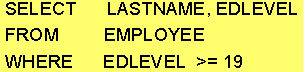 SELECT LASTNAME, EDLEVEL
FROM EMPLOYEE
WHERE EDLEVEL >= 19